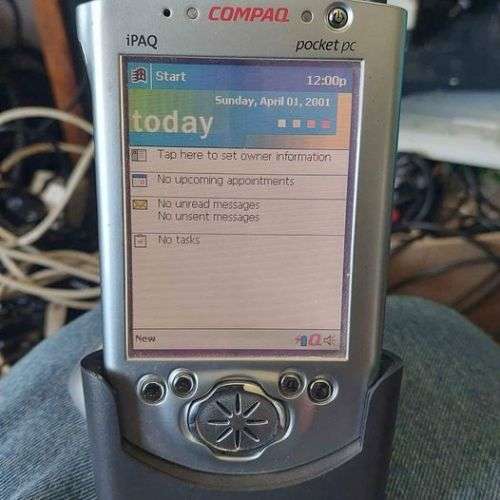 COMPAQ
iPAQ
pocket pc
Start
12:00p
Sunday, April 01, 2001
today
Tap here to set owner information
No upcoming appointments
No unread messages
No unsent messages
No tasks
New
Q